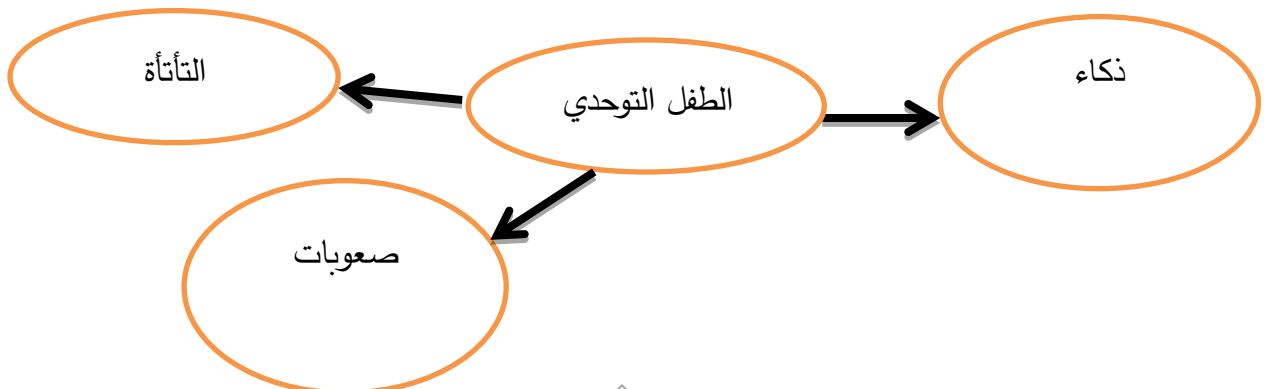 ذكاء
الطفل التوحدي
التأتأة
صعوبات